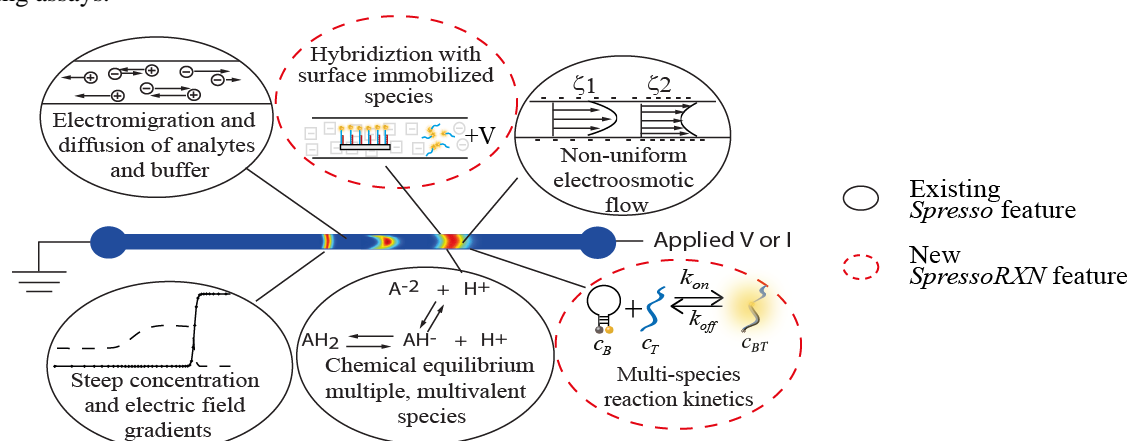 ing assays.
Electromigration and
diffusion of analytes
and buffer
Hybridiztion with
surface immobilized
species
+V
ζ1 ζ2
Non-uniform
electroosmotic
flow
Existing
Spresso feature
New
SpressoRXN feature
Applied V or I
Steep concentration
and electric field
gradients
A-2 + H+
AH2 AH- + H+
Chemical equilibrium
multiple, multivalent
species
kon
+
koff
cB cT cBT
Multi-species
reaction kinetics